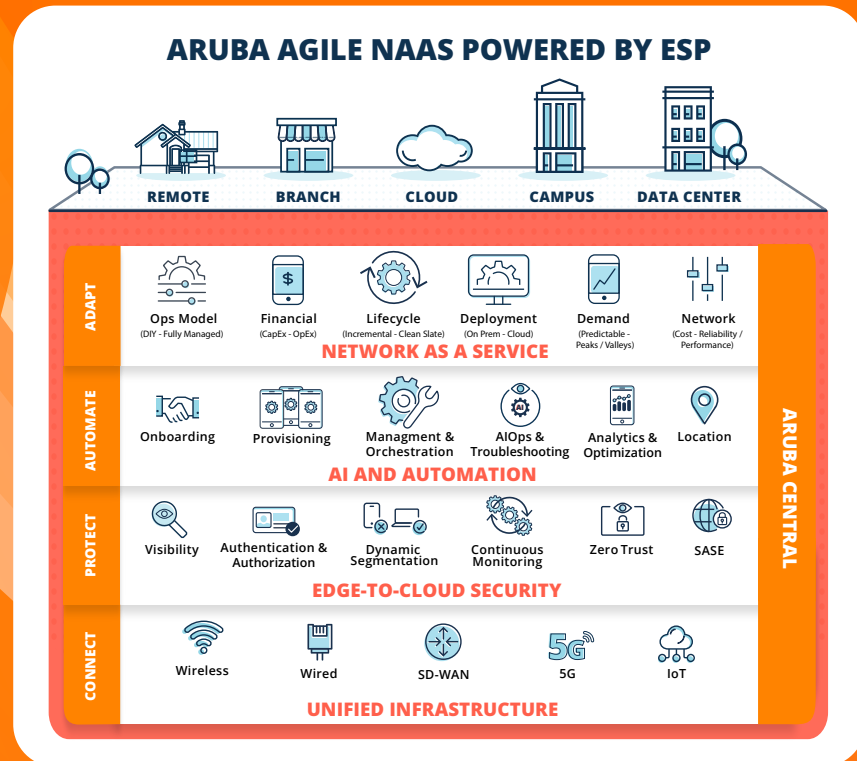 ARUBA AGILE NAAS POWERED BY ESP
REMOTE
BRANCH
CLOUD
CAMPUS
DATA CENTER
ADAPT
Ops Model
(DIY - Fully Managed)
Financial
$
(CapEx - OpEx)
Lifecycle
(Incremental - Clean Slate)
Deployment
(On Prem - Cloud)
Demand
(Predictable -
Peaks / Valleys)
Network
(Cost - Reliability /
Performance)
NETWORK AS A SERVICE
AUTOMATE
Onboarding
Provisioning
Managment &
Orchestration
AI
AIOps &
Troubleshooting
Analytics &
Optimization
Location
AI AND AUTOMATION
PROTECT
Visibility
Authentication &
Authorization
Dynamic
Segmentation
Continuous
Monitoring
Zero Trust
SASE
EDGE-TO-CLOUD SECURITY
CONNECT
Wireless
Wired
SD-WAN
5G
5G
IoT
UNIFIED INFRASTRUCTURE
ARUBA CENTRAL